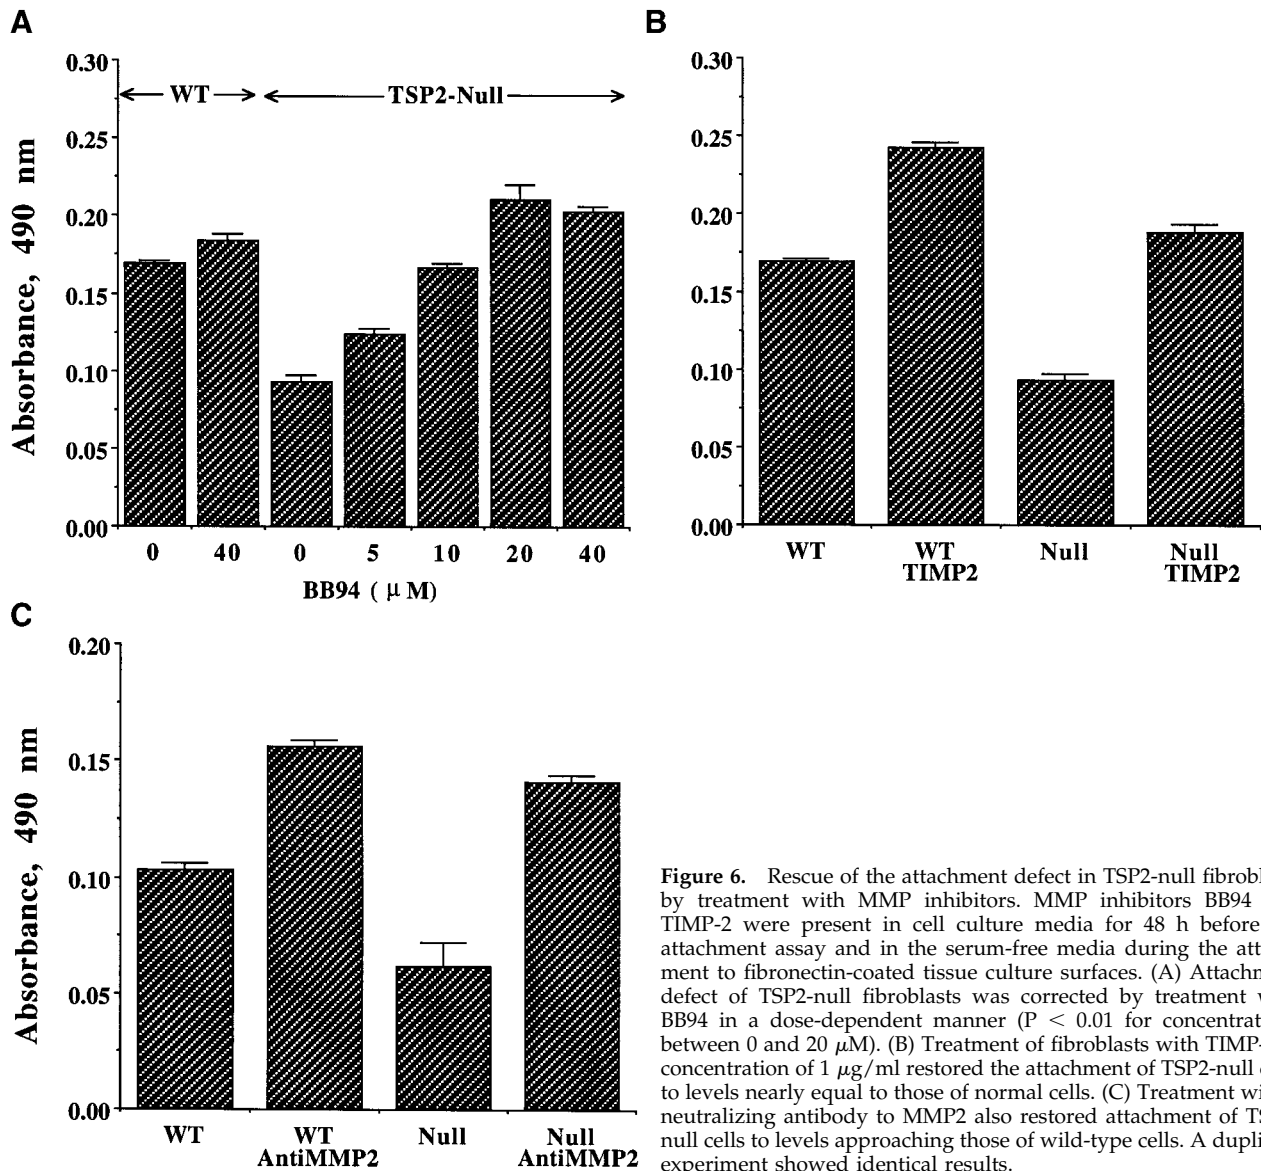 A
0.30
0.25
0.20
0.15
0.10
0.05
0.00
Absorbance, 490 nm
WT
TSP2-Null
0 40 0 5 10 20 40
BB94 ( μ M)
B
0.30
0.25
0.20
0.15
0.10
0.05
0.00
WT WT Null Null
TIMP2 TIMP2
C
0.20
0.15
0.10
0.05
0.00
Absorbance, 490 nm
WT WT Null Null
AntiMMP2 AntiMMP2
Figure 6. Rescue of the attachment defect in TSP2-null fibrobl
by treatment with MMP inhibitors. MMP inhibitors BB94
TIMP-2 were present in cell culture media for 48 h before
attachment assay and in the serum-free media during the atta
ment to fibronectin-coated tissue culture surfaces. (A) Attachm
defect of TSP2-null fibroblasts was corrected by treatment w
BB94 in a dose-dependent manner (P < 0.01 for concentrat
between 0 and 20 μM). (B) Treatment of fibroblasts with TIMP-
concentration of 1 μg/ml restored the attachment of TSP2-null
to levels nearly equal to those of normal cells. (C) Treatment wi
neutralizing antibody to MMP2 also restored attachment of TS
null cells to levels approaching those of wild-type cells. A dupli
experiment showed identical results.